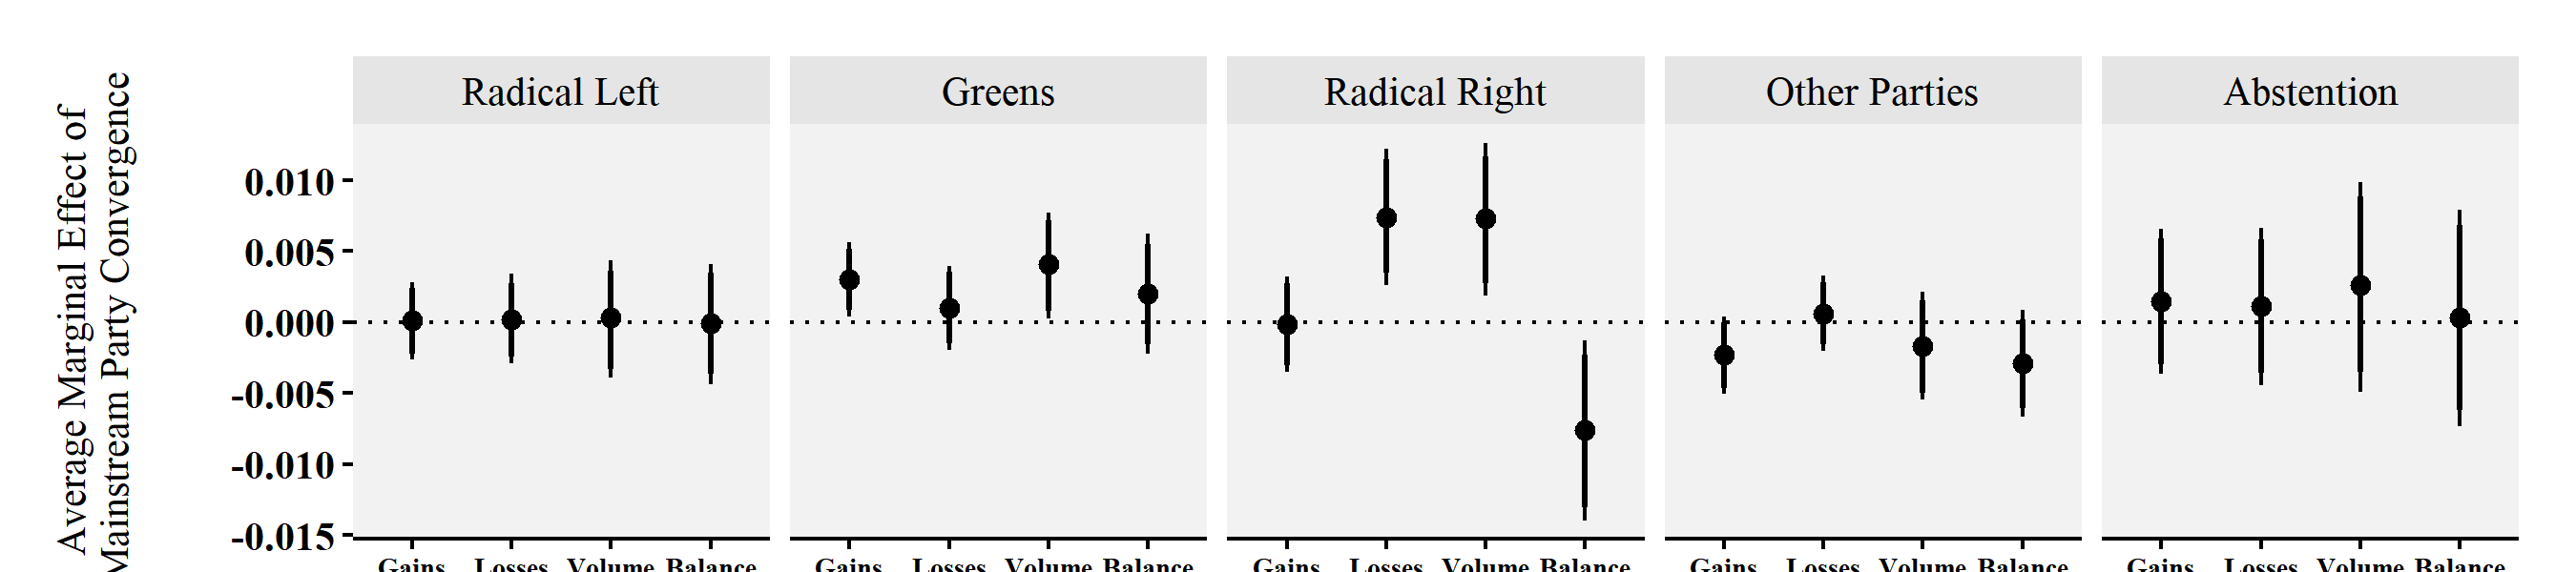 Average Marginal Effect of
Mainstream Party Convergence
Radical Left
Greens
Radical Right
Other Parties
Abstention
0.010
0.005
0.000
-0.005
-0.010
-0.015
Gains Losses Volume Balance
Gains Losses Volume Balance
Gains Losses Volume Balance
Gains Losses Volume Balance
Gains Losses Volume Balance